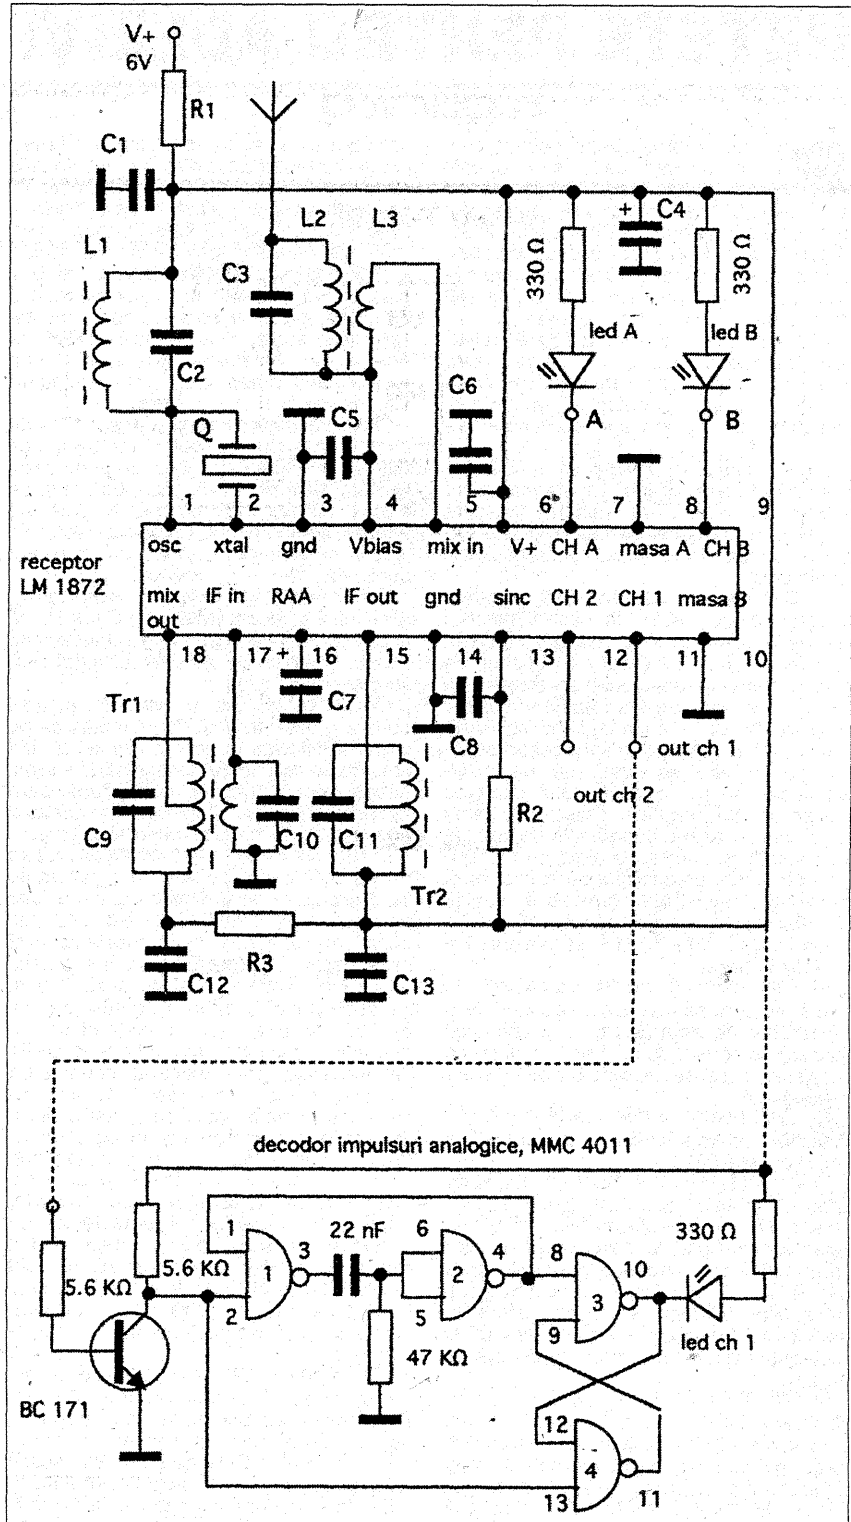 V+
6V
R1
C1
L1
C2
C3
L2
L3
C4
+
330 Ω
330 Ω
led A
led B
Q
C5
C6
A
B
1
2
3
4
5
6
7
8
9
receptor
LM 1872
osc
xtal
gnd
Vbias
mix in
V+
CH A
masa A
CH B
mix
out
IF in
RAA
IF out
gnd
sinc
CH 2
CH 1
masa B
18
17
+
16
15
14
13
12
11
10
Tr1
C7
C8
out ch 1
out ch 2
C9
C10
C11
R2
Tr2
R3
C12
C13
decodor impulsuri analogice, MMC 4011
1
3
22 nF
6
4
8
10
330 Ω
5.6 KΩ
5.6 KΩ
1
2
3
2
5
9
47 KΩ
led ch 1
BC 171
12
4
13
11